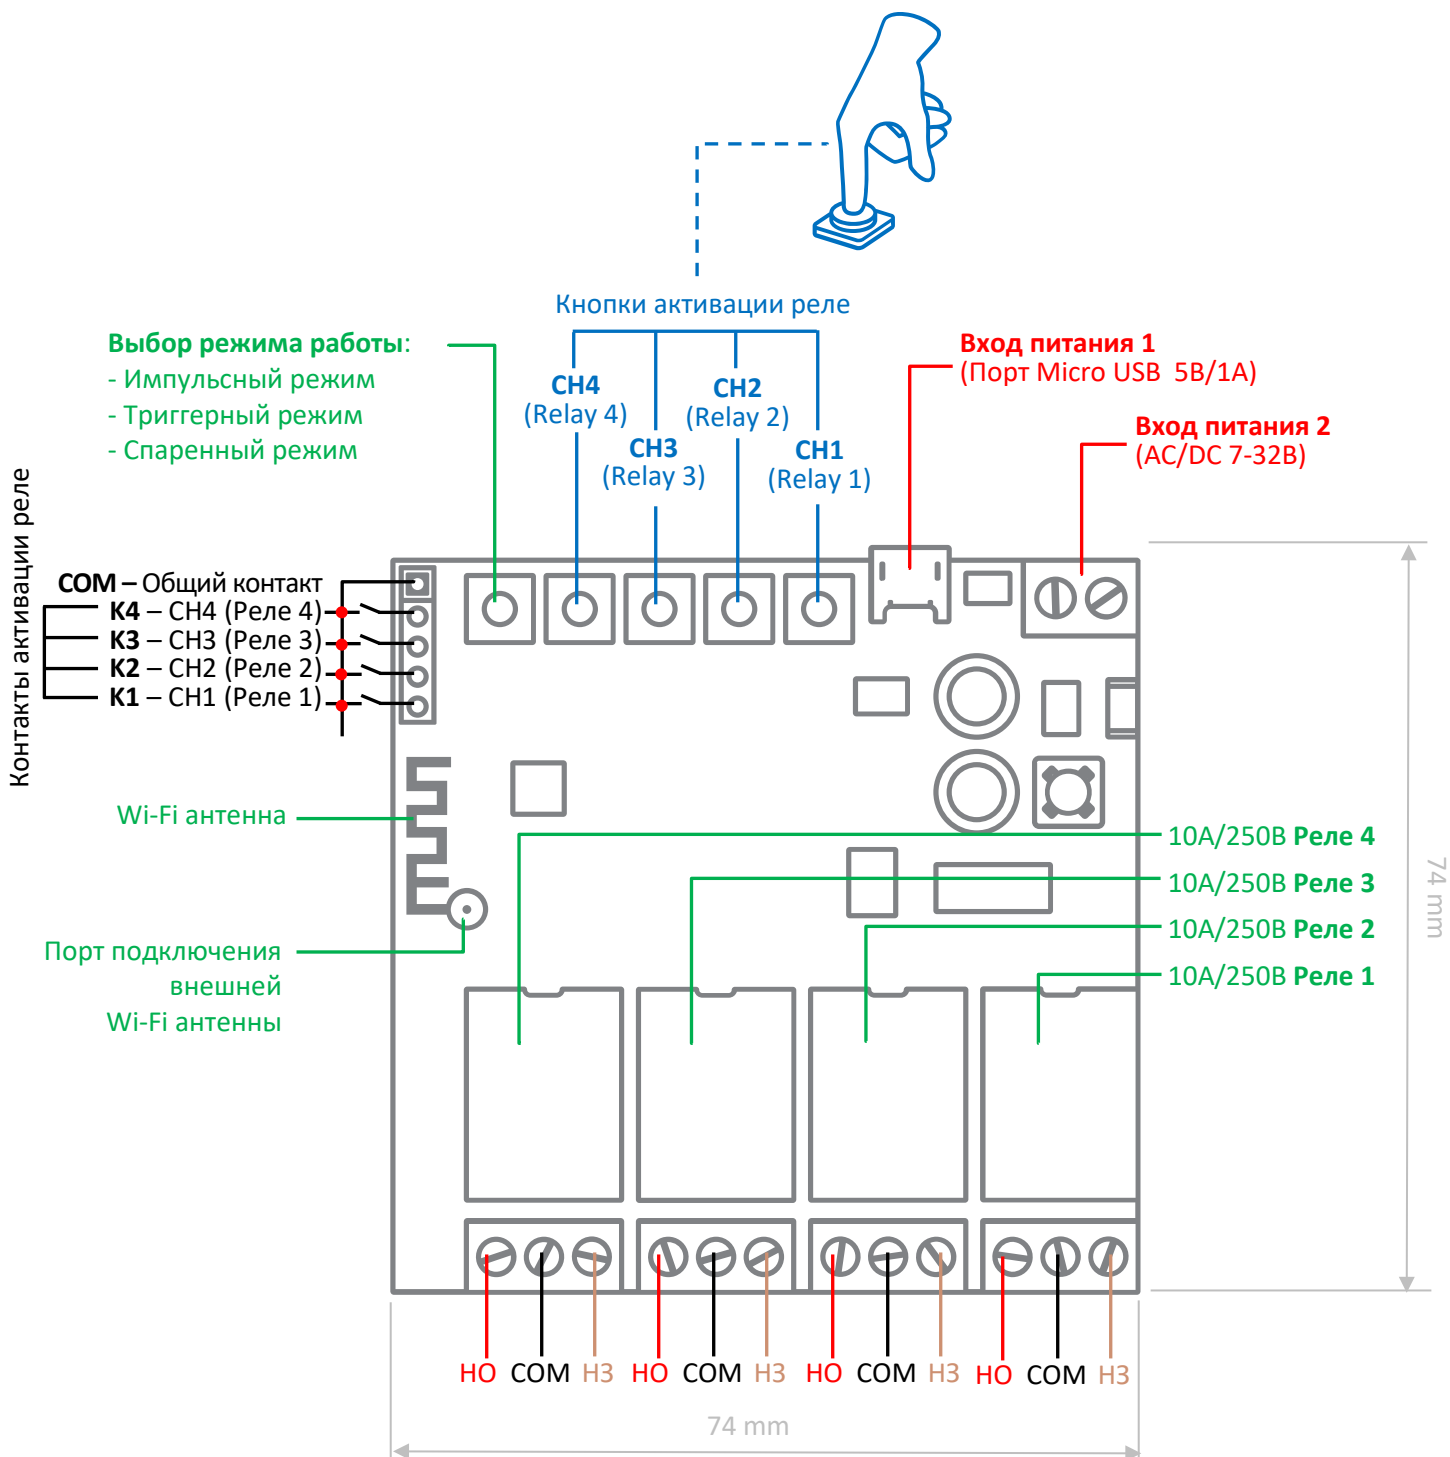 Кнопки активации реле
Выбор режима работы:
- Импульсный режим
- Триггерный режим
- Спаренный режим
CH4
(Relay 4)
CH3
(Relay 3)
CH2
(Relay 2)
CH1
(Relay 1)
Вход питания 1
(Порт Micro USB 5В/1А)
Вход питания 2
(AC/DC 7-32В)
Контакты активации реле
COM – Общий контакт
K4 – CH4 (Реле 4)
K3 – CH3 (Реле 3)
K2 – CH2 (Реле 2)
K1 – CH1 (Реле 1)
Wi-Fi антенна
Порт подключения
внешней
Wi-Fi антенны
10А/250В Реле 4
10А/250В Реле 3
10А/250В Реле 2
10А/250В Реле 1
74 mm
НО COM НЗ НО COM НЗ НО COM НЗ НО COM НЗ
74 mm